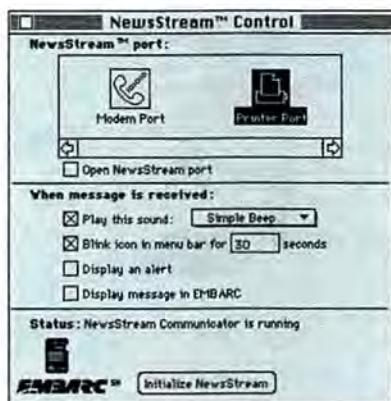 NewsStream™ Control
NewsStream™ port:
Modem Port
Printer Port
Open NewsStream port
When message is received:
Play this sound: Simple Beep
Blink icon in menu bar for 30 seconds
Display an alert
Display message in EMBARC
Status: NewsStream Communicator is running
EMBARC℠
Initialize NewsStream